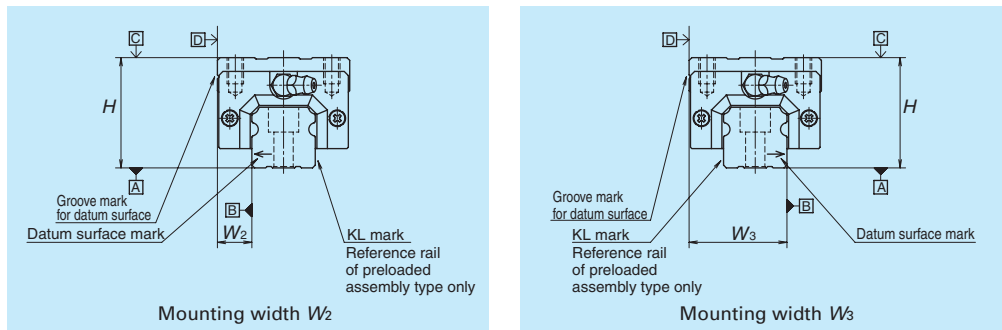 C
D
H
A
Groove mark
for datum surface
Datum surface mark
B
W2
KL mark
Reference rail
of preloaded
assembly type only
Mounting width W2
D
C
H
A
Groove mark
for datum surface
B
KL mark
Reference rail
of preloaded
assembly type only
W3
Datum surface mark
Mounting width W3